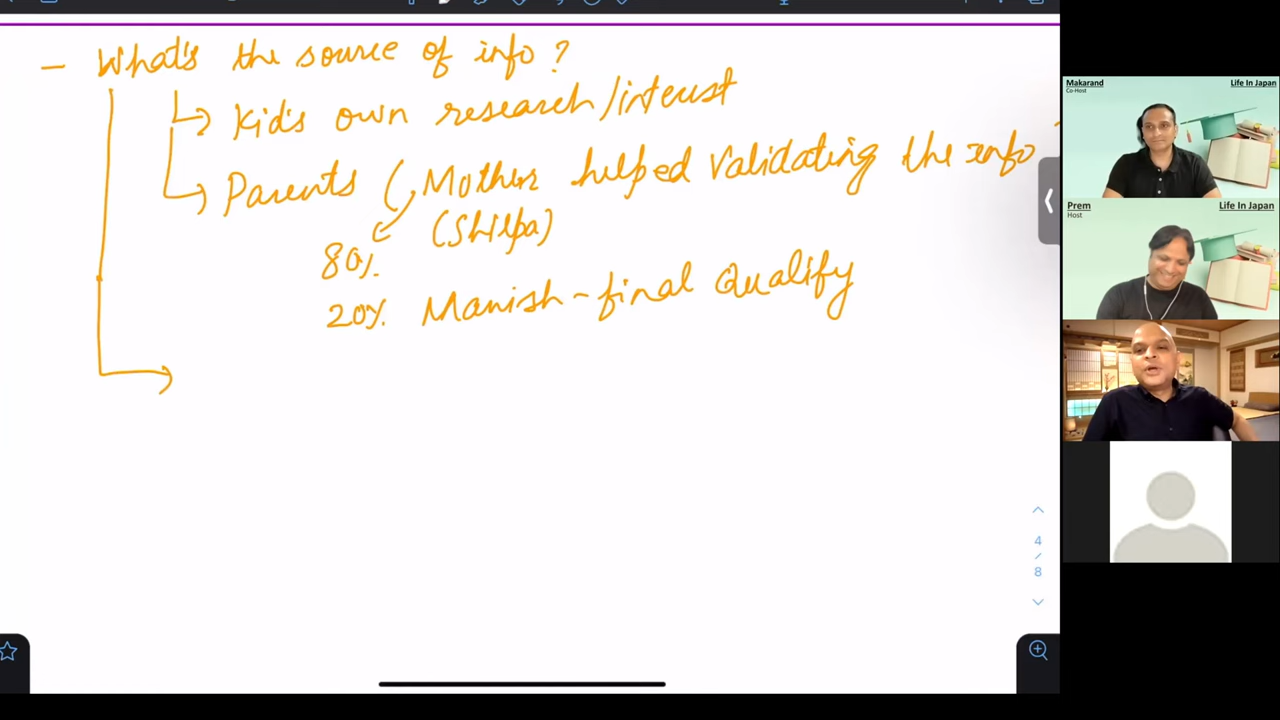 - What's the source of info?
Kid's own research/interest
Parents (Mother helped validating the info
(Shilpa)
80%
20% Manish - final Qualify
4
/
8
Makarand
Life In Japan
Co-Host
Prem
Life In Japan
Host